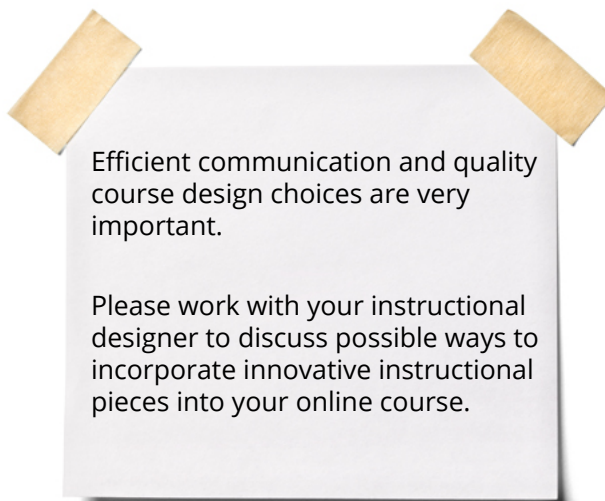 Efficient communication and quality
course design choices are very
important.
Please work with your instructional
designer to discuss possible ways to
incorporate innovative instructional
pieces into your online course.